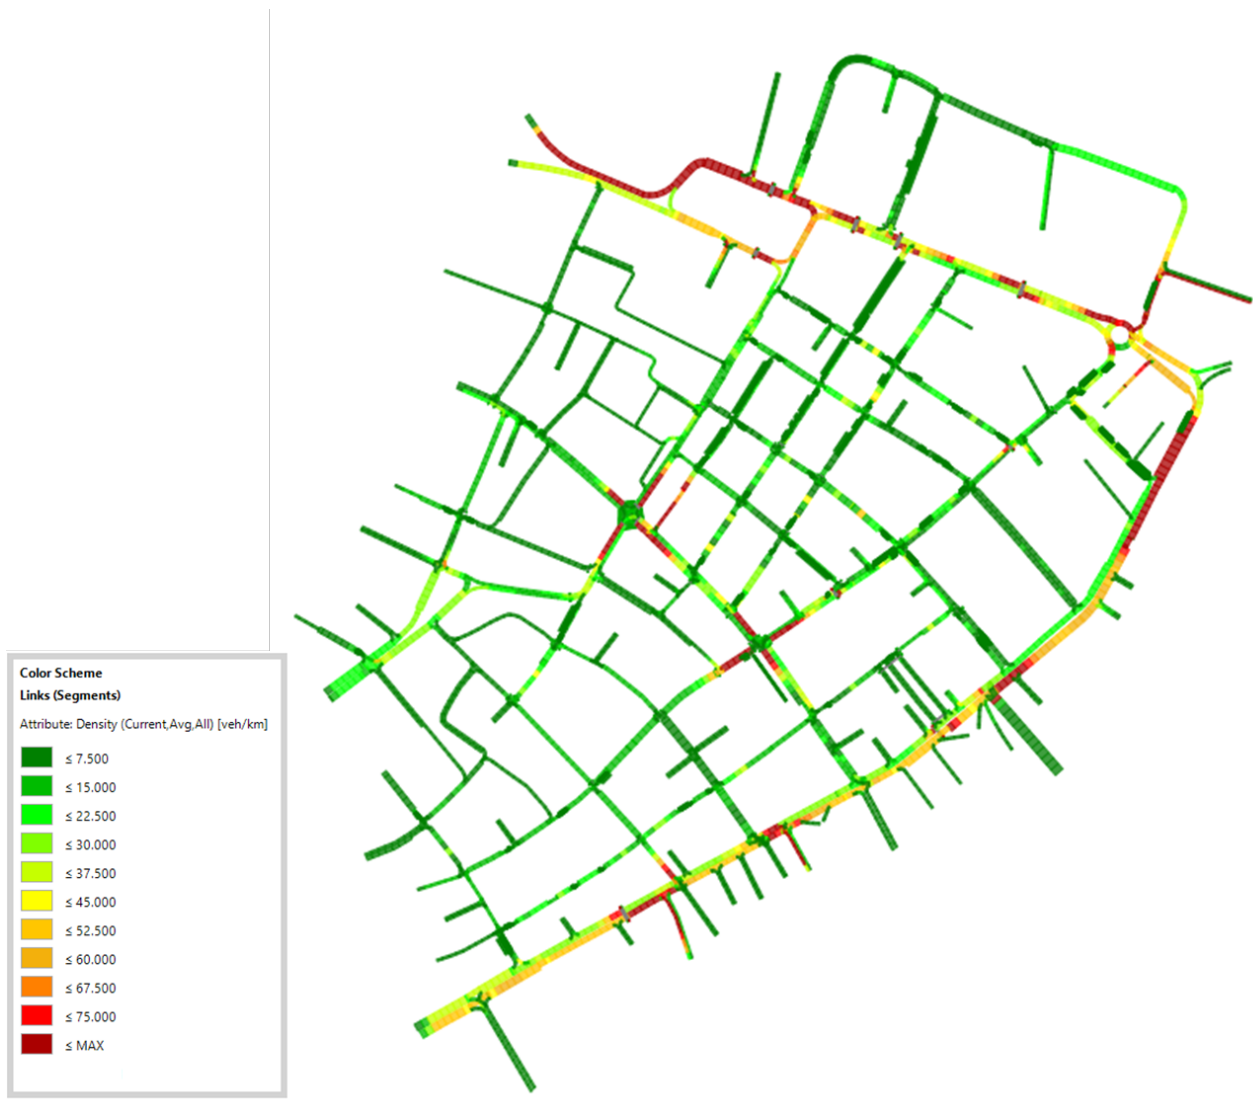 Color Scheme
Links (Segments)
Attribute: Density (Current,Avg,All) [veh/km]
≤ 7.500
≤ 15.000
≤ 22.500
≤ 30.000
≤ 37.500
≤ 45.000
≤ 52.500
≤ 60.000
≤ 67.500
≤ 75.000
≤ MAX